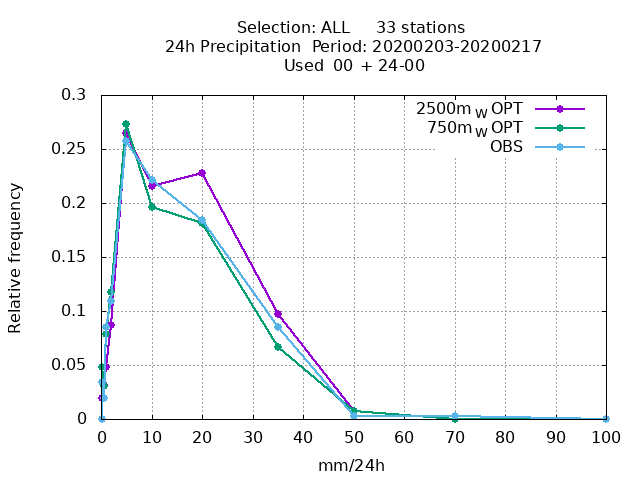 Selection: ALL     33 stations
24h Precipitation  Period: 20200203-20200217
Used  00 + 24-00
2500m W OPT
750m W OPT
OBS
Relative frequency
0.3
0.25
0.2
0.15
0.1
0.05
0
0 10 20 30 40 50 60 70 80 90 100
mm/24h